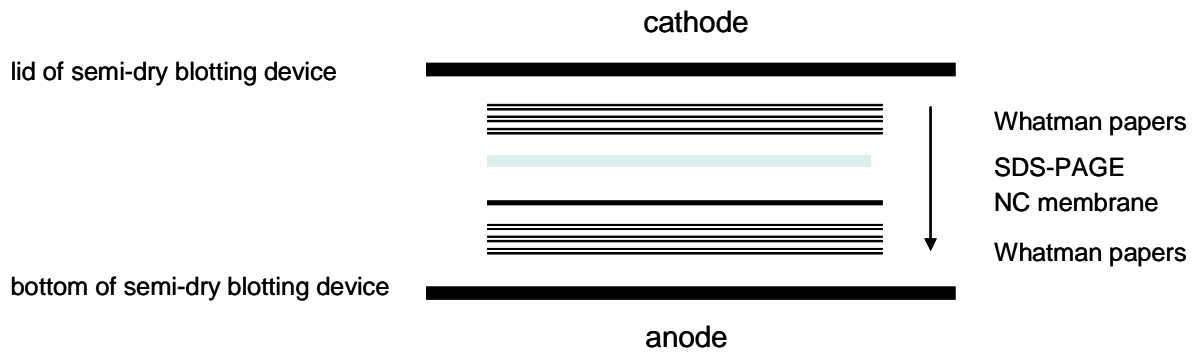 cathode
lid of semi-dry blotting device
Whatman papers
SDS-PAGE
NC membrane
Whatman papers
bottom of semi-dry blotting device
anode